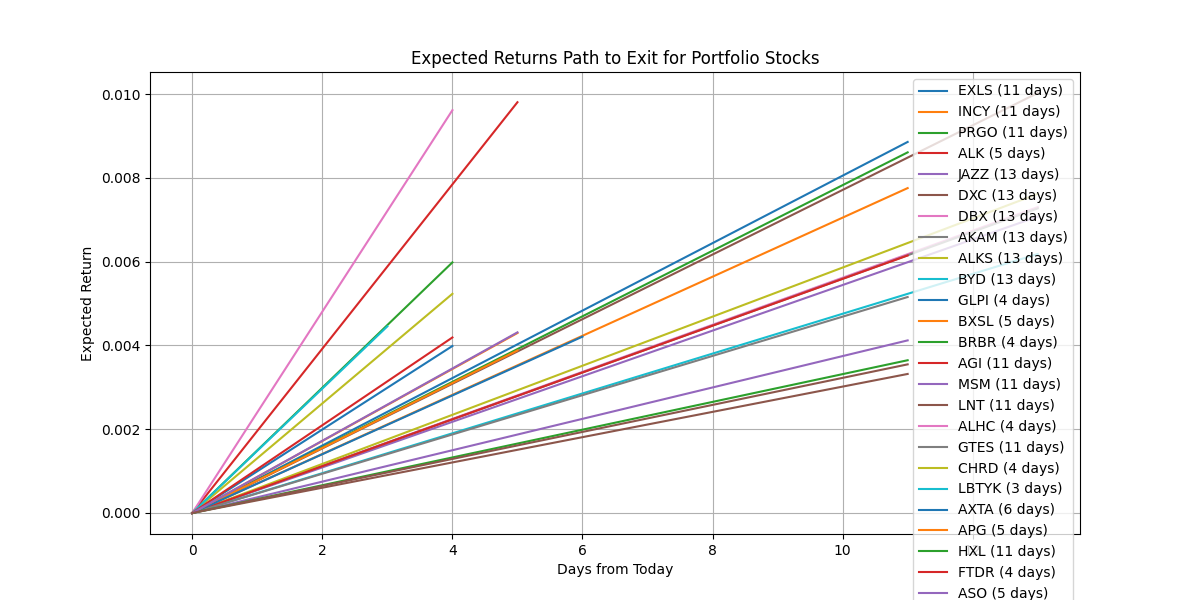 Expected Returns Path to Exit for Portfolio Stocks
0.010
0.008
0.006
0.004
0.002
0.000
Expected Return
0
2
4
6
8
10
Days from Today
EXLS (11 days)
INCY (11 days)
PRGO (11 days)
ALK (5 days)
JAZZ (13 days)
DXC (13 days)
DBX (13 days)
AKAM (13 days)
ALKS (13 days)
BYD (13 days)
GLPI (4 days)
BXSL (5 days)
BRBR (4 days)
AGI (11 days)
MSM (11 days)
LNT (11 days)
ALHC (4 days)
GTES (11 days)
CHRD (4 days)
LBTYK (3 days)
AXTA (6 days)
APG (5 days)
HXL (11 days)
FTDR (4 days)
ASO (5 days)